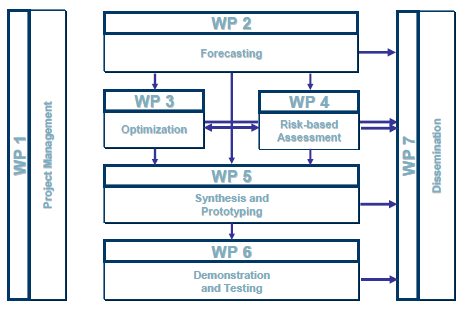 WP 1
Project Management
WP 2
Forecasting
WP 3
Optimization
WP 4
Risk-based
Assessment
WP 5
Synthesis and
Prototyping
WP 6
Demonstration
and Testing
WP 7
Dissemination